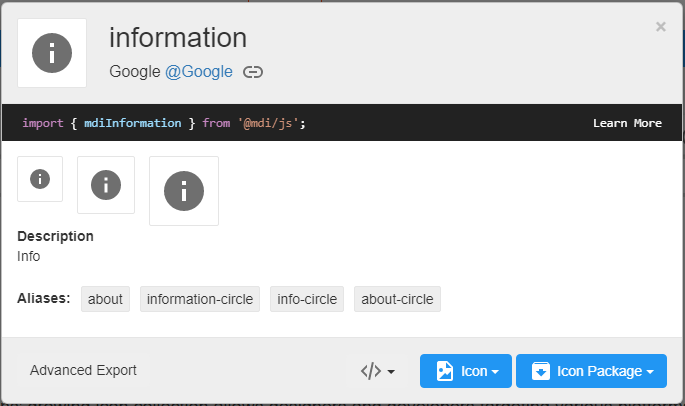 information
×
Google @Google
import { mdiInformation } from '@mdi/js';
Learn More
Description
Info
Aliases: about information-circle info-circle about-circle
Advanced Export
</>
Icon
Icon Package